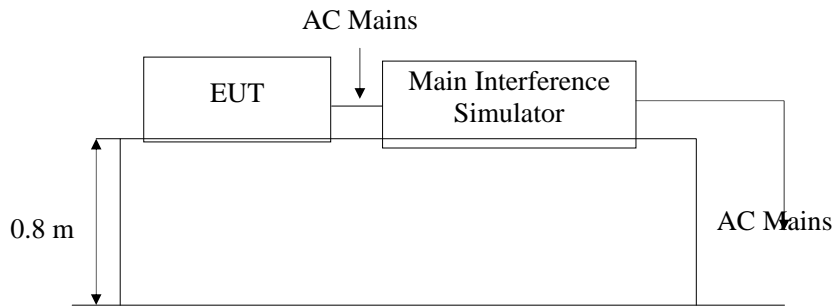 AC Mains
EUT
Main Interference
Simulator
0.8 m
AC Mains